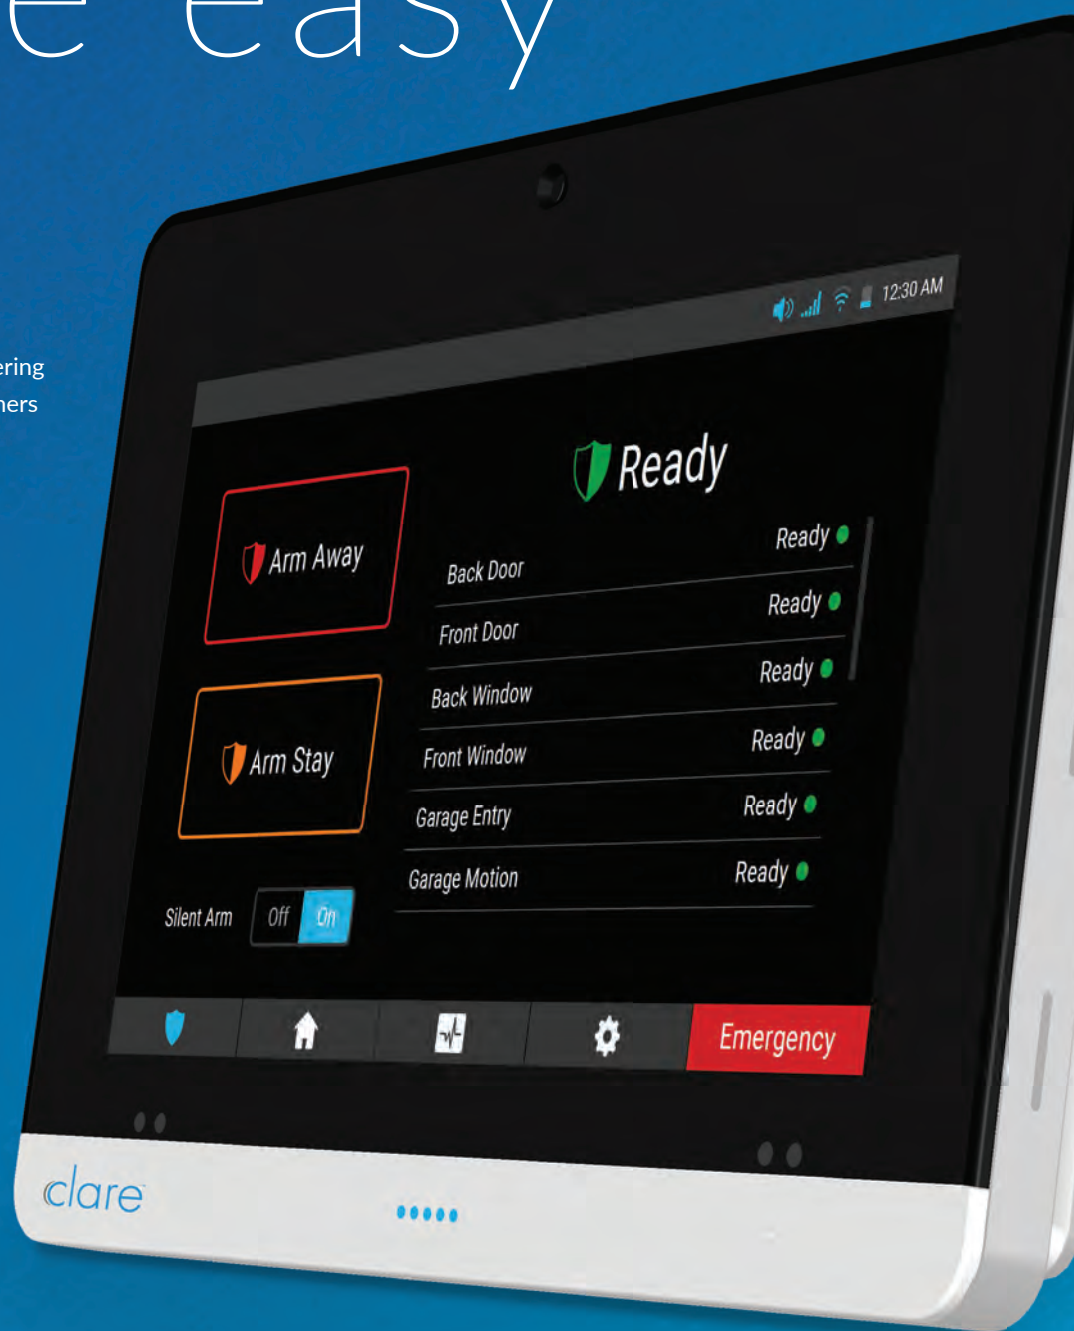 e easy
ering
ners
12:30 AM
Ready
Arm Away
Back Door Ready
Front Door Ready
Back Window Ready
Arm Stay
Front Window Ready
Garage Entry Ready
Garage Motion Ready
Silent Arm Off On
Emergency
clare